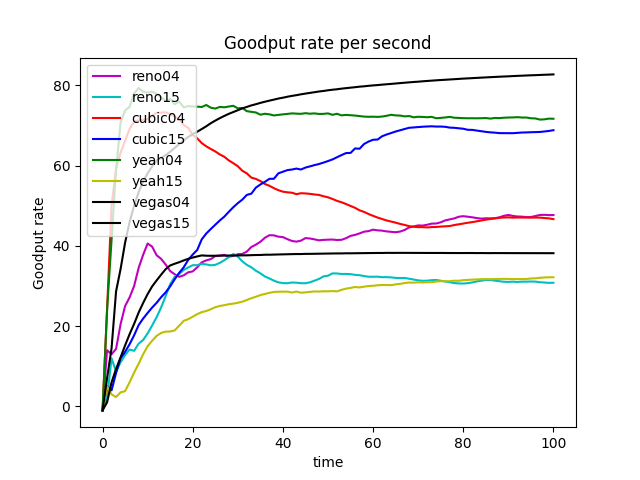 Goodput rate per second
reno04
reno15
cubic04
cubic15
yeah04
yeah15
vegas04
vegas15
80
60
40
20
0
Goodput rate
0 20 40 60 80 100
time